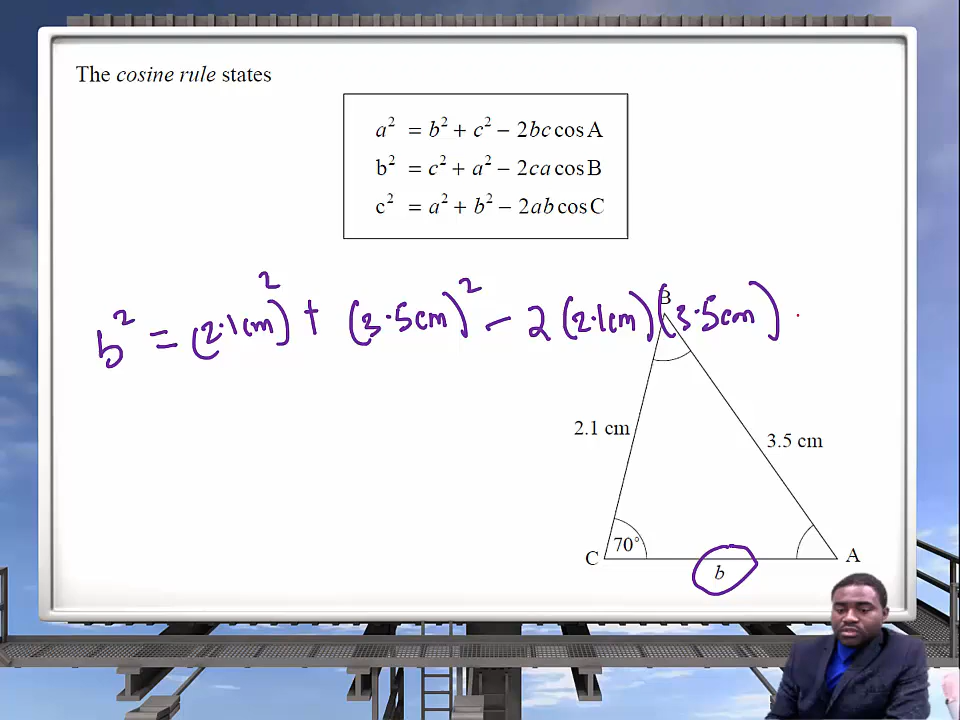 The cosine rule states
a² = b² + c² − 2bc cos A
b² = c² + a² − 2ca cos B
c² = a² + b² − 2ab cos C
b² = (2.1cm)² + (3.5cm)² − 2(2.1cm)(3.5cm)
B
2.1 cm
3.5 cm
C
70°
A
b